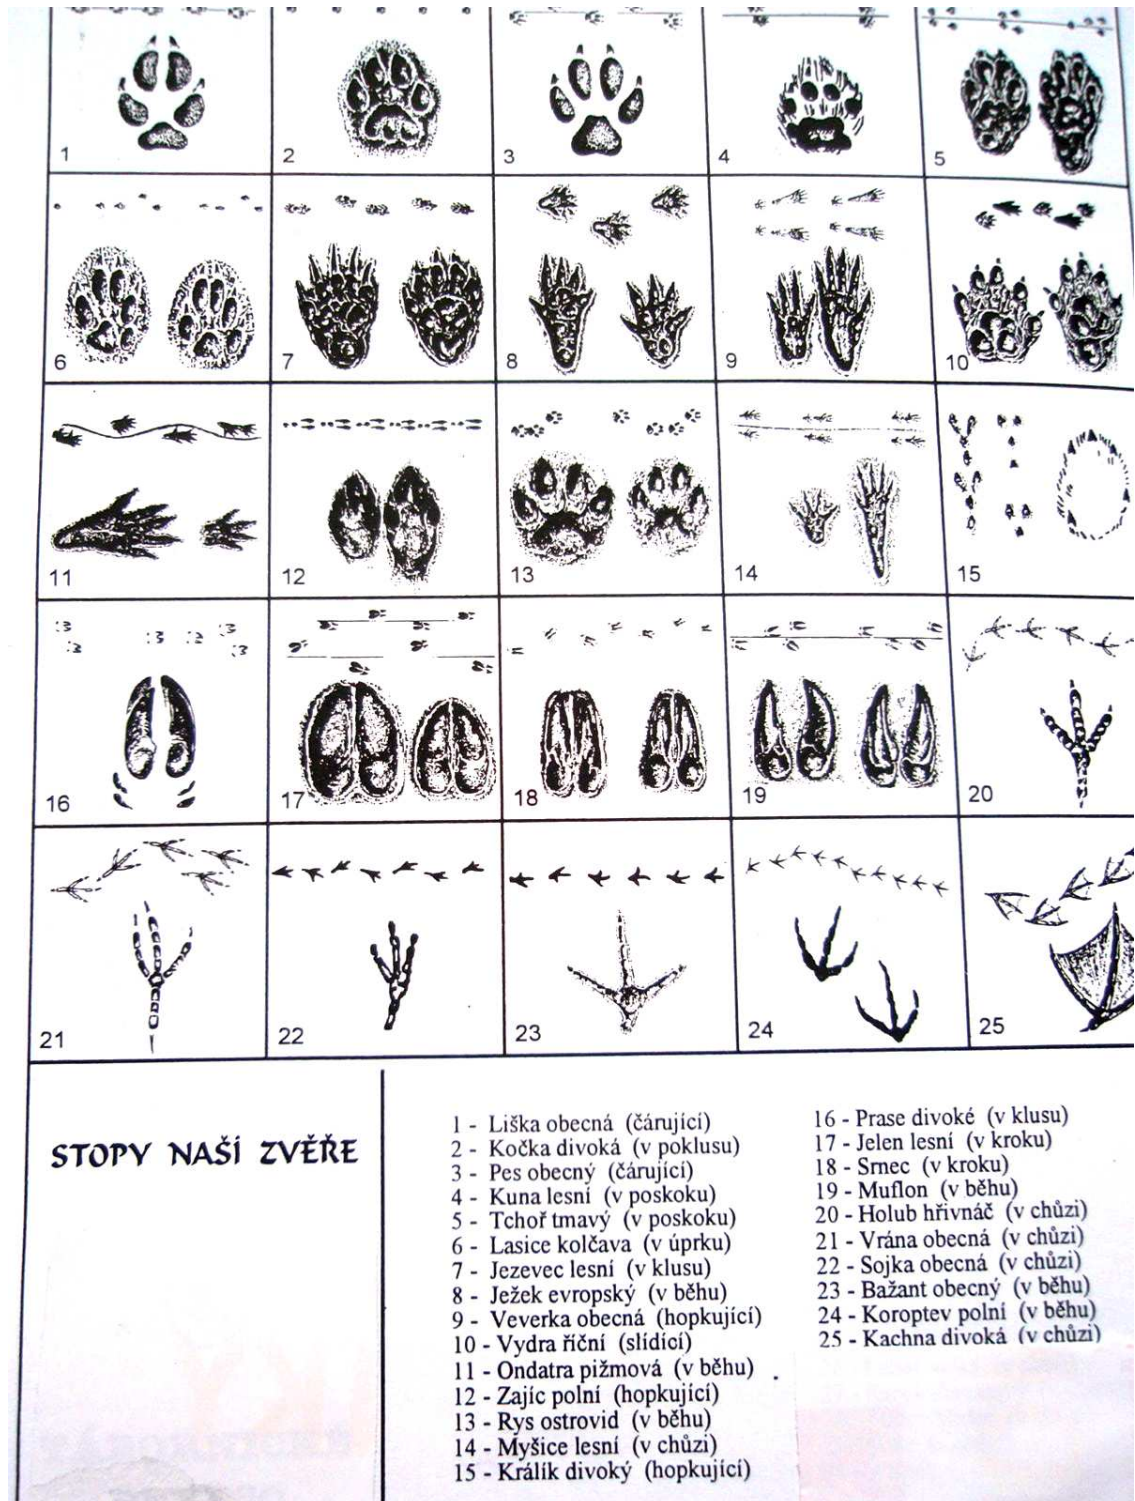 1
2
3
4
5
6
7
8
9
10
11
12
13
14
15
16
17
18
19
20
21
22
23
24
25
STOPY NAŠÍ ZVĚŘE
1 - Liška obecná (čárující)
2 - Kočka divoká (v poklusu)
3 - Pes obecný (čárující)
4 - Kuna lesní (v poskoku)
5 - Tchoř tmavý (v poskoku)
6 - Lasice kolčava (v úprku)
7 - Jezevec lesní (v klusu)
8 - Ježek evropský (v běhu)
9 - Veverka obecná (hopkující)
10 - Vydra říční (slídící)
11 - Ondatra pižmová (v běhu)
12 - Zajíc polní (hopkující)
13 - Rys ostrovid (v běhu)
14 - Myšice lesní (v chůzi)
15 - Králík divoký (hopkující)
16 - Prase divoké (v klusu)
17 - Jelen lesní (v kroku)
18 - Srnec (v kroku)
19 - Muflon (v běhu)
20 - Holub hřivnáč (v chůzi)
21 - Vrána obecná (v chůzi)
22 - Sojka obecná (v chůzi)
23 - Bažant obecný (v běhu)
24 - Koroptev polní (v běhu)
25 - Kachna divoká (v chůzi)